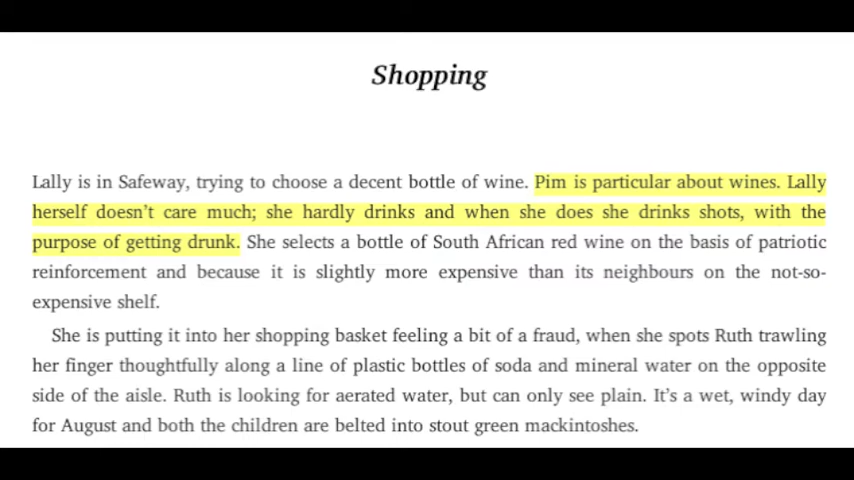 Shopping
Lally is in Safeway, trying to choose a decent bottle of wine. Pim is particular about wines. Lally
herself doesn’t care much; she hardly drinks and when she does she drinks shots, with the
purpose of getting drunk. She selects a bottle of South African red wine on the basis of patriotic
reinforcement and because it is slightly more expensive than its neighbours on the not-so-
expensive shelf.
She is putting it into her shopping basket feeling a bit of a fraud, when she spots Ruth trawling
her finger thoughtfully along a line of plastic bottles of soda and mineral water on the opposite
side of the aisle. Ruth is looking for aerated water, but can only see plain. It’s a wet, windy day
for August and both the children are belted into stout green mackintoshes.